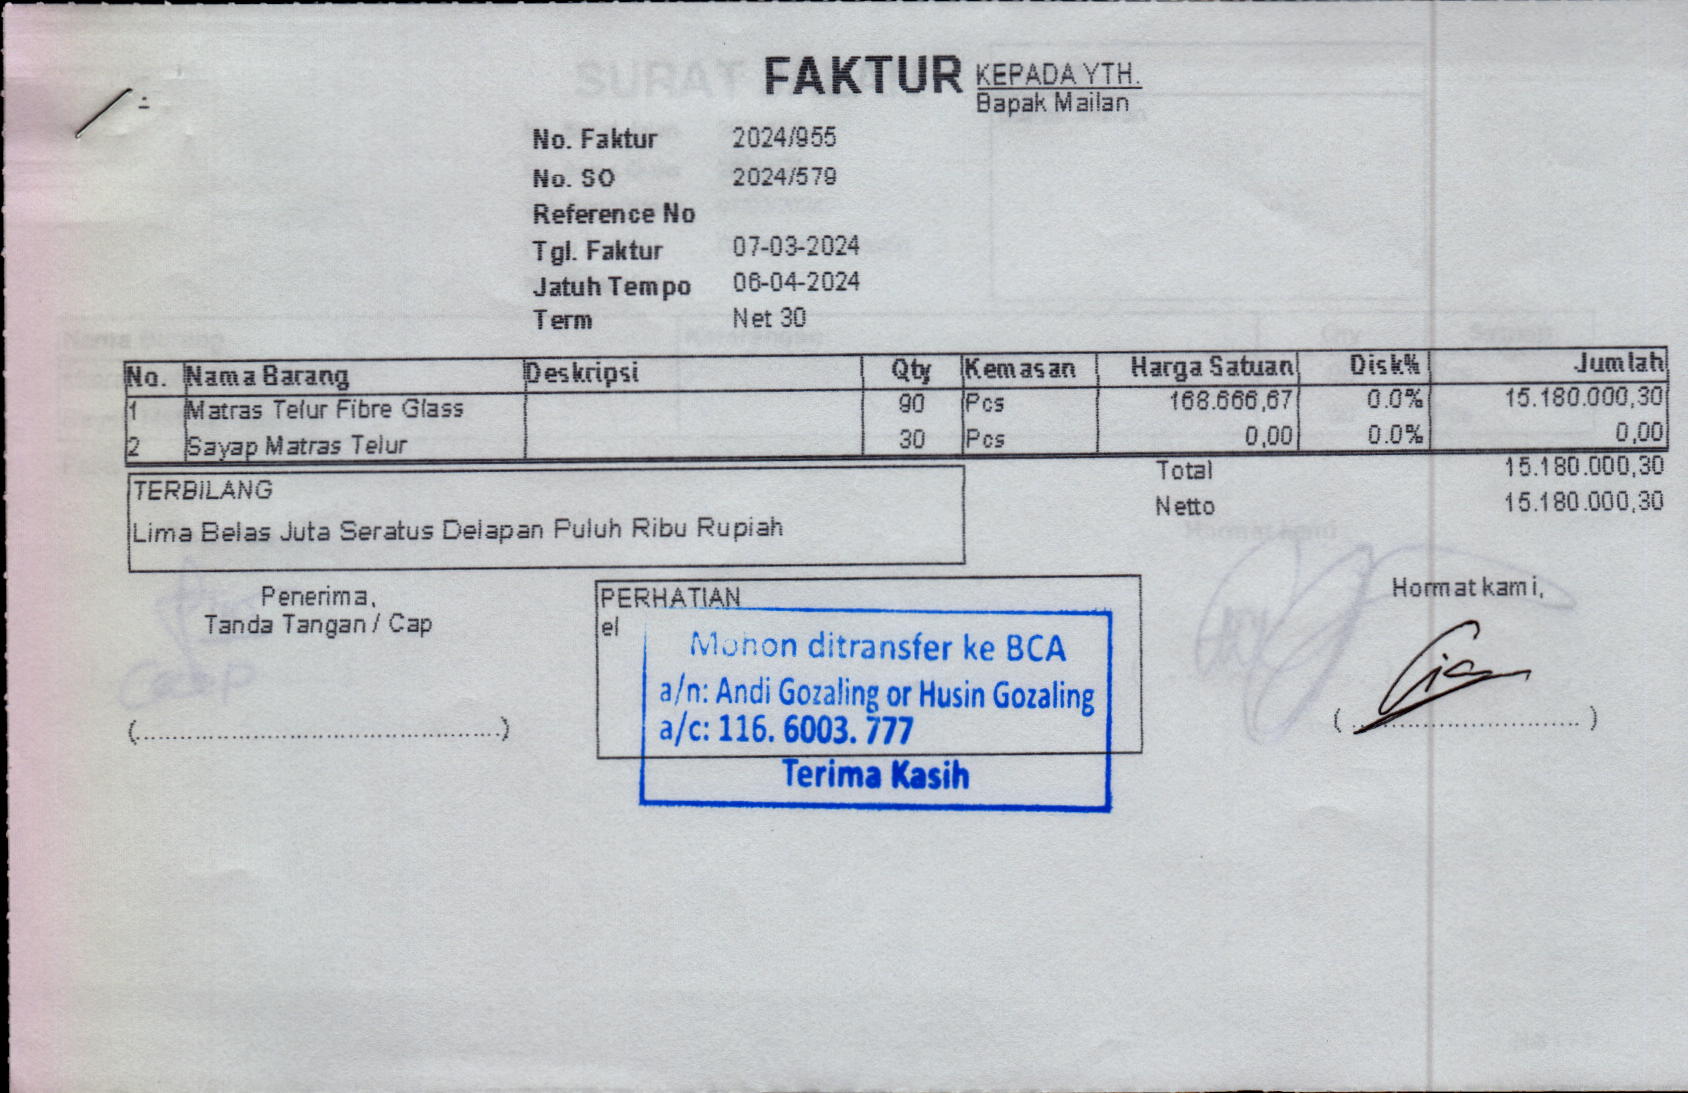 FAKTUR
KEPADA YTH.
Bapak Mailan
No. Faktur 2024/955
No. SO 2024/579
Reference No
Tgl. Faktur 07-03-2024
Jatuh Tempo 06-04-2024
Term Net 30
No. Nama Barang Deskripsi Qty Kemasan Harga Satuan Disk% Jumlah
1 Matras Telur Fibre Glass 90 Pcs 168.666,67 0.0% 15.180.000,30
2 Sayap Matras Telur 30 Pcs 0,00 0.0% 0,00
Total 15.180.000,30
Netto 15.180.000,30
TERBILANG
Lima Belas Juta Seratus Delapan Puluh Ribu Rupiah
Penerima,
Tanda Tangan / Cap
(..........................................)
PERHATIAN
el
Mohon ditransfer ke BCA
a/n: Andi Gozaling or Husin Gozaling
a/c: 116. 6003. 777
Terima Kasih
Hormat kami,
(..........................)